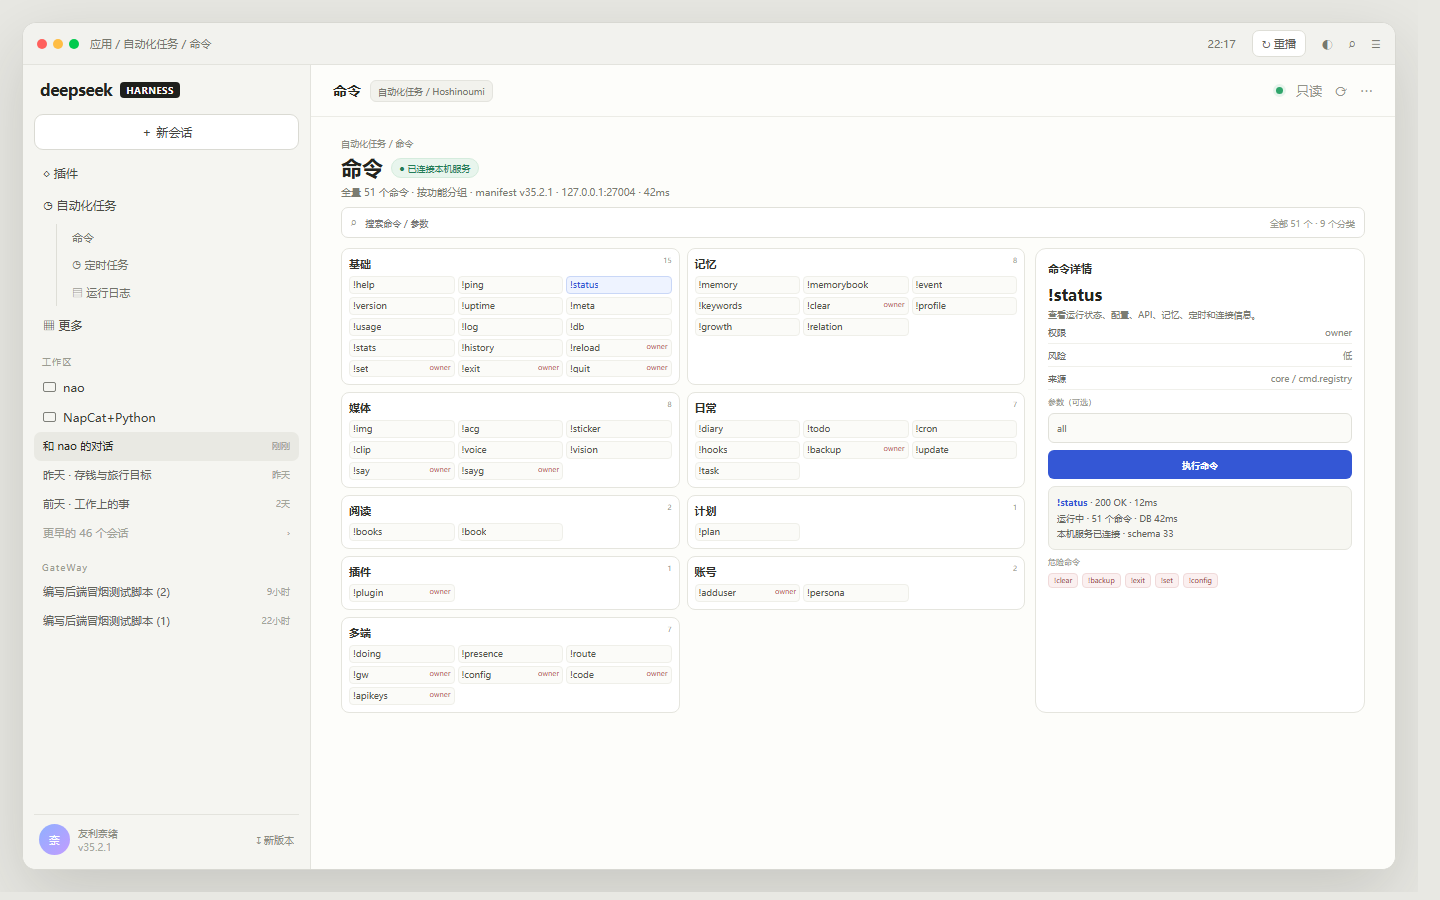 应用 / 自动化任务 / 命令
22:17
↻ 重播
deepseek HARNESS
+ 新会话
插件
自动化任务
命令
定时任务
运行日志
更多
工作区
nao
NapCat+Python
和 nao 的对话 刚刚
昨天 · 存钱与旅行目标 昨天
前天 · 工作上的事 2天
更早的 46 个会话 ›
GateWay
编写后端冒烟测试脚本 (2) 9小时
编写后端冒烟测试脚本 (1) 22小时
奈
友利奈绪
v35.2.1
↧新版本
命令 自动化任务 / Hoshinoumi
只读
自动化任务 / 命令
命令 已连接本机服务
全量 51 个命令 · 按功能分组 · manifest v35.2.1 · 127.0.0.1:27004 · 42ms
搜索命令 / 参数 全部 51 个 · 9 个分类
基础 15
!help !ping !status
!version !uptime !meta
!usage !log !db
!stats !history !reload owner
!set owner !exit owner !quit owner
记忆 8
!memory !memorybook !event
!keywords !clear owner !profile
!growth !relation
媒体 8
!img !acg !sticker
!clip !voice !vision
!say owner !sayg owner
日常 7
!diary !todo !cron
!hooks !backup owner !update
!task
阅读 2
!books !book
计划 1
!plan
插件 1
!plugin owner
账号 2
!adduser owner !persona
多端 7
!doing !presence !route
!gw owner !config owner !code owner
!apikeys owner
命令详情
!status
查看运行状态、配置、API、记忆、定时和连接信息。
权限 owner
风险 低
来源 core / cmd.registry
参数（可选）
all
执行命令
!status · 200 OK · 12ms
运行中 · 51 个命令 · DB 42ms
本机服务已连接 · schema 33
危险命令
!clear !backup !exit !set !config